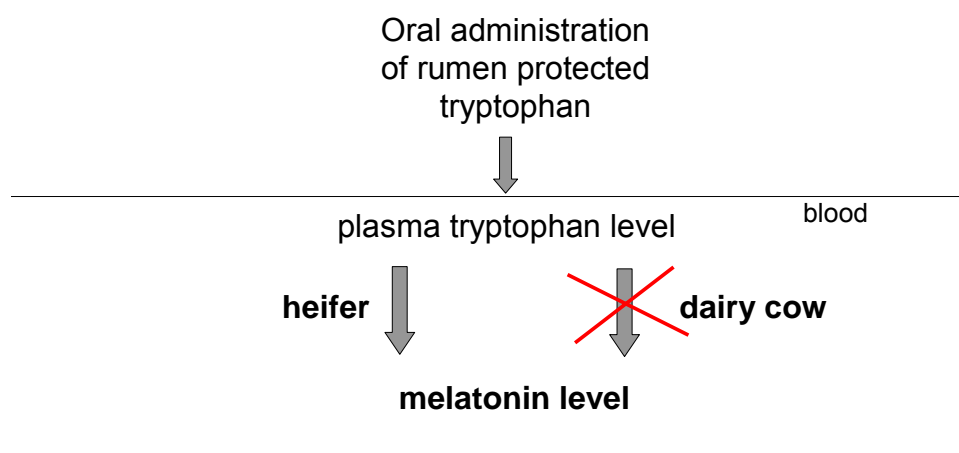 Oral administration
of rumen protected
tryptophan
blood
plasma tryptophan level
heifer
dairy cow
melatonin level